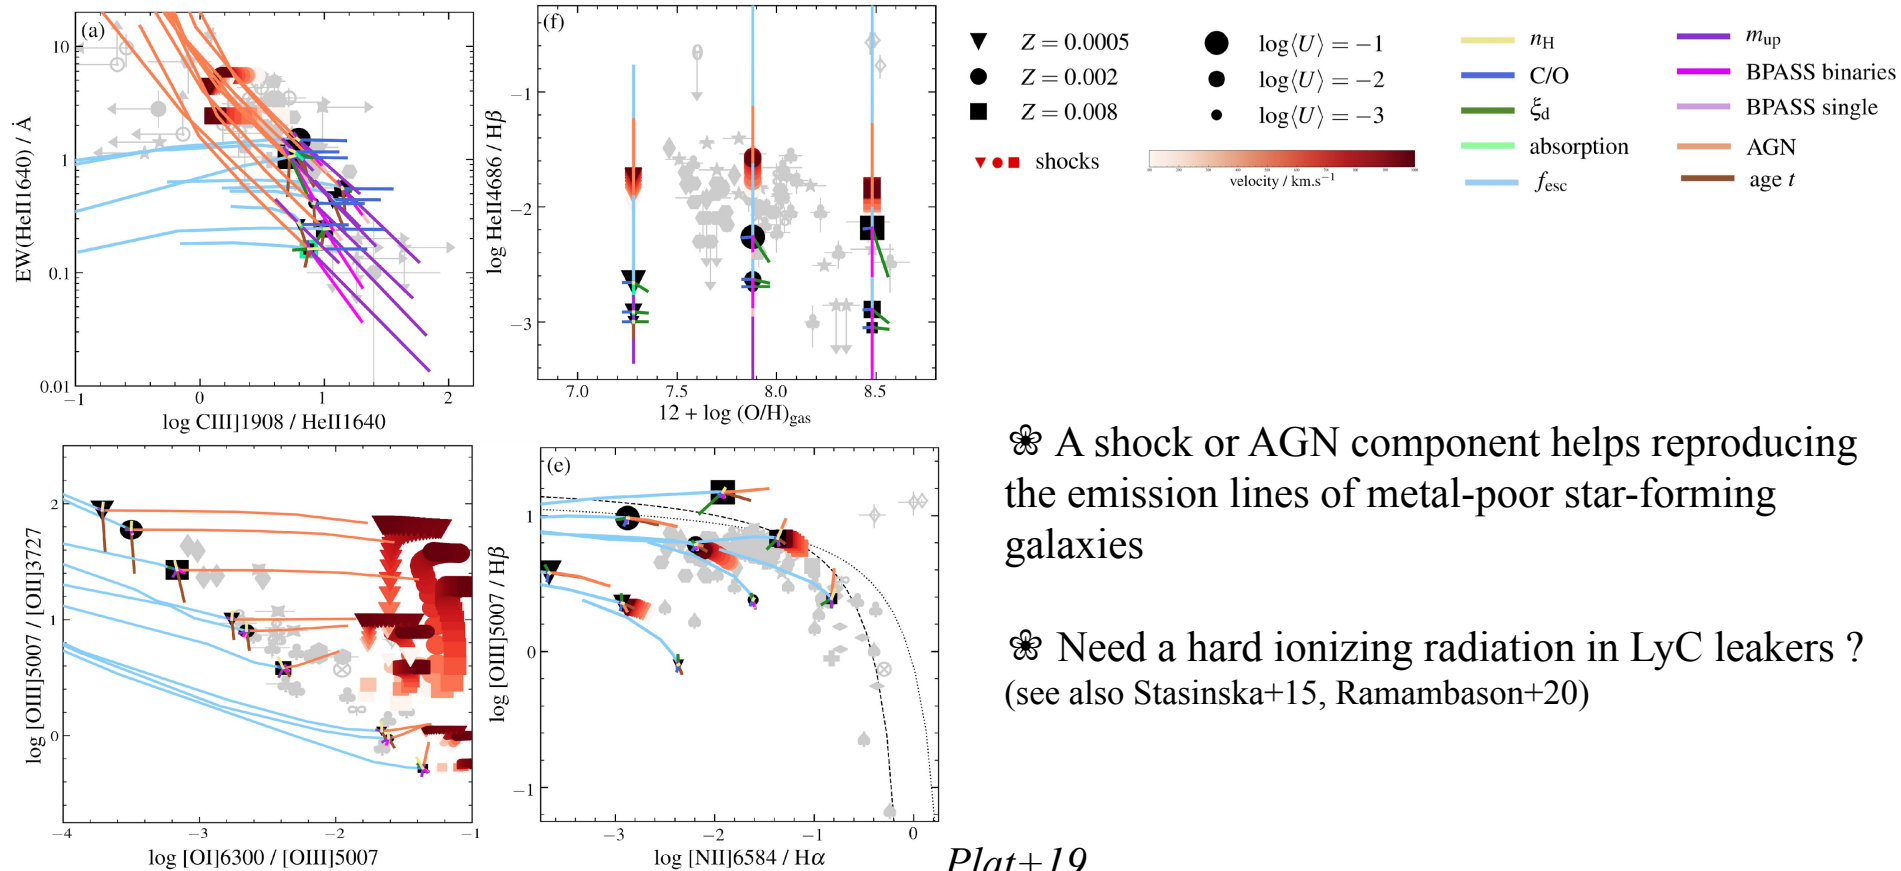 (a)
10
1
0.1
0.01
−1
0
1
2
EW(HeII1640) / Å
log CIII]1908 / HeII1640
(f)
−1
−2
−3
7.0
7.5
8.0
8.5
log HeII4686 / Hβ
12 + log (O/H)gas
Z = 0.0005
Z = 0.002
Z = 0.008
shocks
log⟨U⟩ = −1
log⟨U⟩ = −2
log⟨U⟩ = −3
velocity / km.s⁻¹
nH
C/O
ξd
absorption
fesc
mup
BPASS binaries
BPASS single
AGN
age t
2
1
0
−4
−3
−2
−1
log [OIII]5007 / [OII]3727
log [OI]6300 / [OIII]5007
(e)
1
0
−1
−3
−2
−1
0
log [OIII]5007 / Hβ
log [NII]6584 / Hα
❀ A shock or AGN component helps reproducing
the emission lines of metal-poor star-forming
galaxies
❀ Need a hard ionizing radiation in LyC leakers ?
(see also Stasinska+15, Ramambason+20)
Plat+19